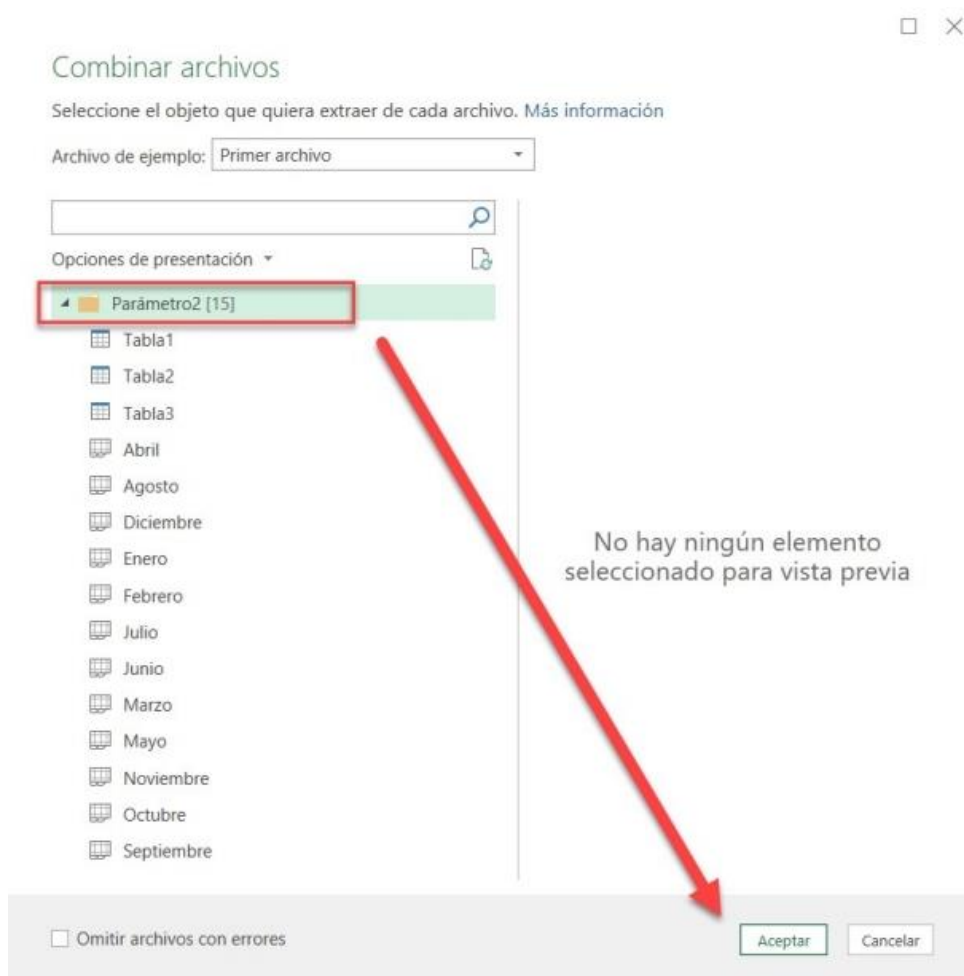 Combinar archivos
Seleccione el objeto que quiera extraer de cada archivo. Más información
Archivo de ejemplo: Primer archivo
Opciones de presentación
Parámetro2 [15]
Tabla1
Tabla2
Tabla3
Abril
Agosto
Diciembre
Enero
Febrero
Julio
Junio
Marzo
Mayo
Noviembre
Octubre
Septiembre
No hay ningún elemento
seleccionado para vista previa
Omitir archivos con errores
Aceptar
Cancelar